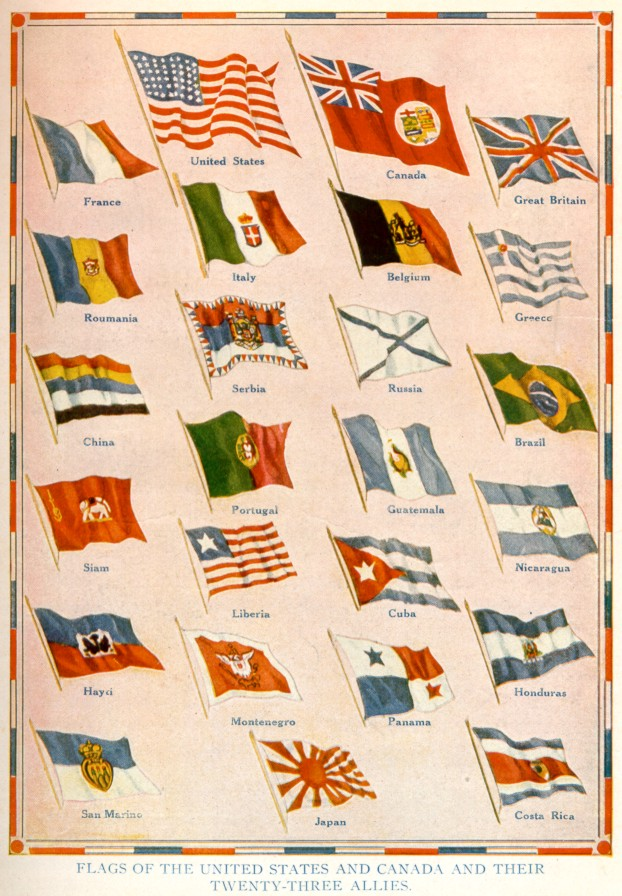 United States
Canada
France
Great Britain
Italy
Belgium
Roumania
Greece
Serbia
Russia
China
Brazil
Portugal
Guatemala
Siam
Nicaragua
Liberia
Cuba
Hayti
Honduras
Montenegro
Panama
San Marino
Japan
Costa Rica
FLAGS OF THE UNITED STATES AND CANADA AND THEIR
TWENTY-THREE ALLIES.